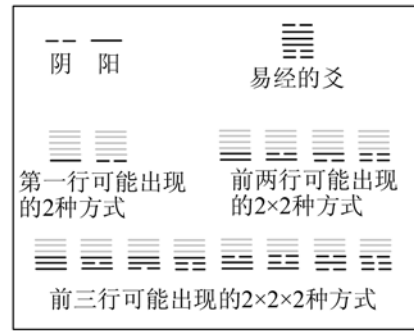 阴 阳
易经的爻
第一行可能出现
的2种方式
前两行可能出现
的2×2种方式
前三行可能出现的2×2×2种方式